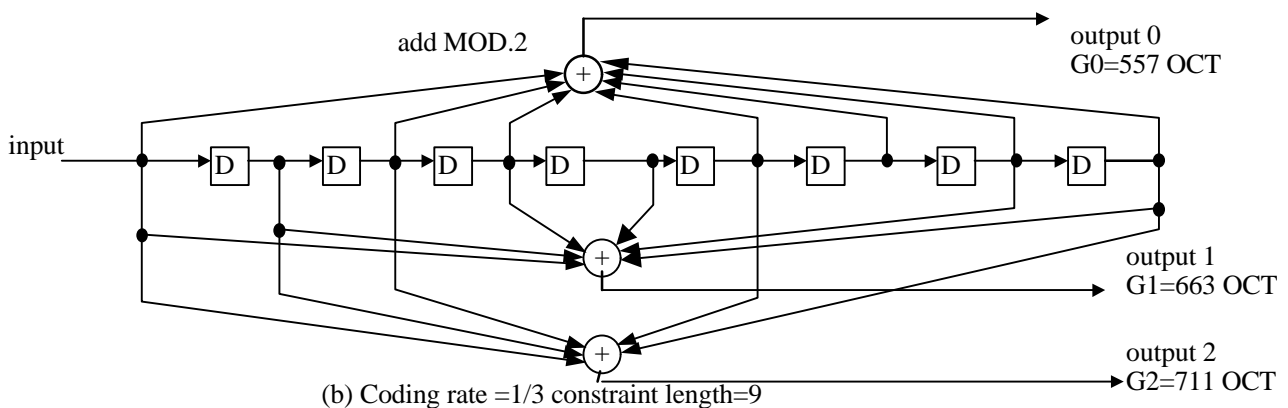 add MOD.2
output 0
G0=557 OCT
+
input
D D D D D D D D
+
output 1
G1=663 OCT
+
output 2
G2=711 OCT
(b) Coding rate =1/3 constraint length=9